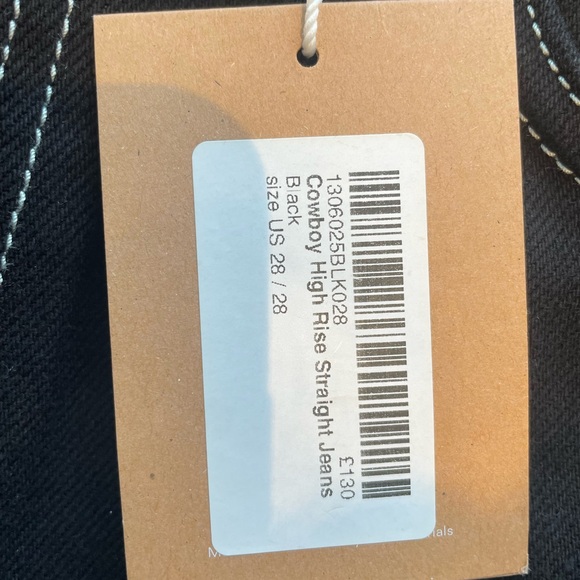 1306025BLK028 £130
Cowboy High Rise Straight Jeans
Black
size US 28 / 28